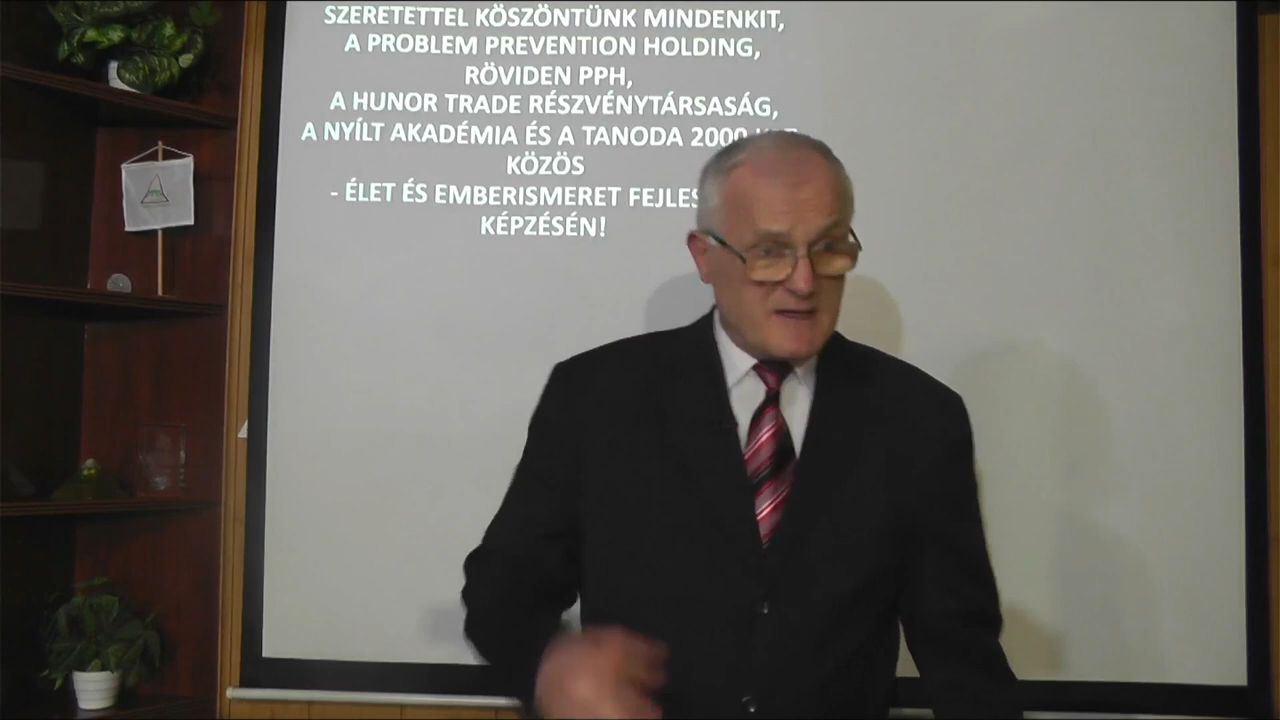 SZERETETTEL KÖSZÖNTÜNK MINDENKIT,
A PROBLEM PREVENTION HOLDING,
RÖVIDEN PPH,
A HUNOR TRADE RÉSZVÉNYTÁRSASÁG,
A NYÍLT AKADÉMIA ÉS A TANODA 2000
KÖZÖS
- ÉLET ÉS EMBERISMERET
KÉPZÉSÉN!